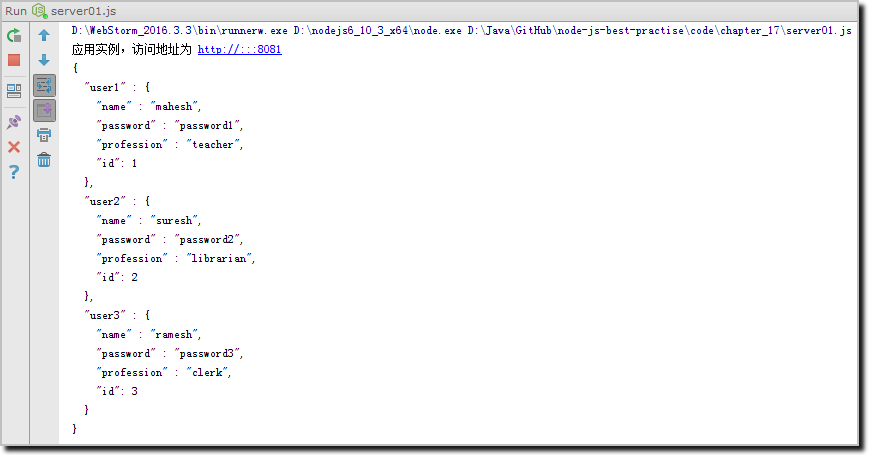 Run server01.js
D:\WebStorm_2016.3.3\bin\runnerw.exe D:\nodejs6_10_3_x64\node.exe D:\Java\GitHub\node-js-best-practise\code\chapter_17\server01.js
应用实例，访问地址为 http://:::8081
{
  "user1" : {
    "name" : "mahesh",
    "password" : "password1",
    "profession" : "teacher",
    "id": 1
  },
  "user2" : {
    "name" : "suresh",
    "password" : "password2",
    "profession" : "librarian",
    "id": 2
  },
  "user3" : {
    "name" : "ramesh",
    "password" : "password3",
    "profession" : "clerk",
    "id": 3
  }
}